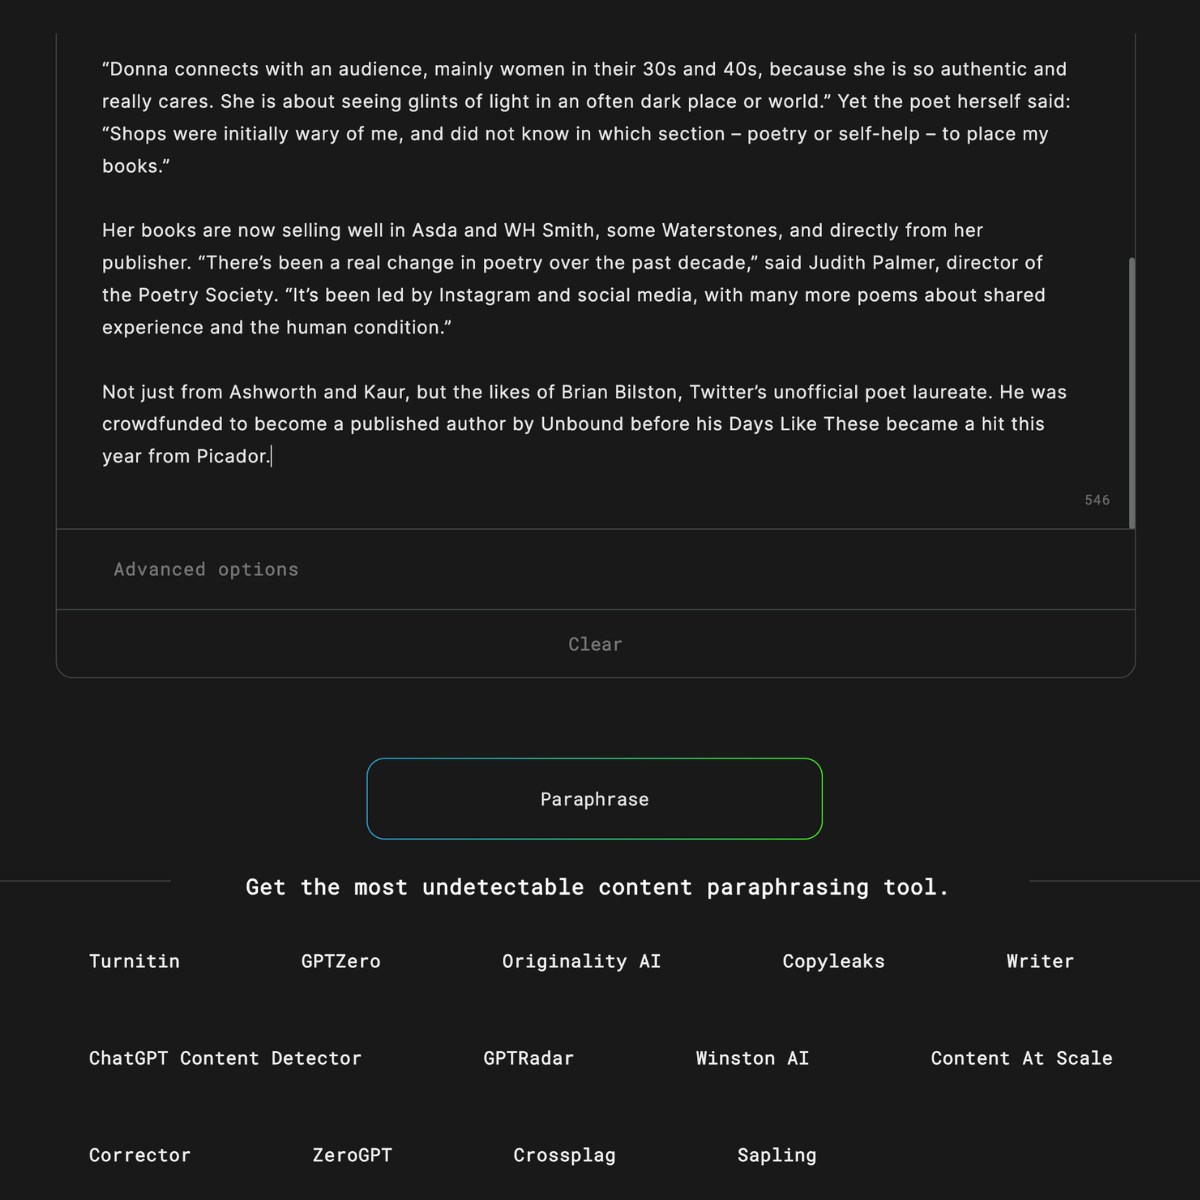 “Donna connects with an audience, mainly women in their 30s and 40s, because she is so authentic and
really cares. She is about seeing glints of light in an often dark place or world.” Yet the poet herself said:
“Shops were initially wary of me, and did not know in which section – poetry or self-help – to place my
books.”
Her books are now selling well in Asda and WH Smith, some Waterstones, and directly from her
publisher. “There’s been a real change in poetry over the past decade,” said Judith Palmer, director of
the Poetry Society. “It’s been led by Instagram and social media, with many more poems about shared
experience and the human condition.”
Not just from Ashworth and Kaur, but the likes of Brian Bilston, Twitter’s unofficial poet laureate. He was
crowdfunded to become a published author by Unbound before his Days Like These became a hit this
year from Picador.
546
Advanced options
Clear
Paraphrase
Get the most undetectable content paraphrasing tool.
Turnitin GPTZero Originality AI Copyleaks Writer
ChatGPT Content Detector GPTRadar Winston AI Content At Scale
Corrector ZeroGPT Crossplag Sapling